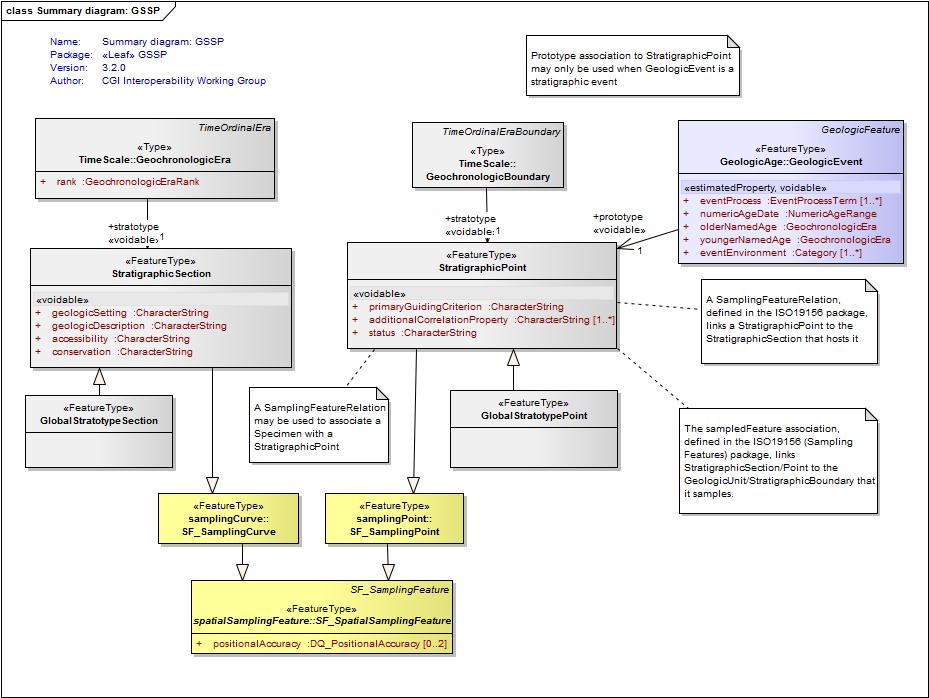 class Summary diagram: GSSP
Name: Summary diagram: GSSP
Package: «Leaf» GSSP
Version: 3.2.0
Author: CGI Interoperability Working Group
Prototype association to StratigraphicPoint
may only be used when GeologicEvent is a
stratigraphic event
TimeOrdinalEra
«Type»
TimeScale::GeochronologicEra
+ rank :GeochronologicEraRank
TimeOrdinalEraBoundary
«Type»
TimeScale::
GeochronologicBoundary
GeologicFeature
«FeatureType»
GeologicAge::GeologicEvent
«estimatedProperty, voidable»
+ eventProcess :EventProcessTerm [1..*]
+ numericAgeDate :NumericAgeRange
+ olderNamedAge :GeochronologicEra
+ youngerNamedAge :GeochronologicEra
+ eventEnvironment :Category [1..*]
+stratotype
«voidable» 1
+stratotype
«voidable» 1
+prototype
«voidable»
1
«FeatureType»
StratigraphicSection
«voidable»
+ geologicSetting :CharacterString
+ geologicDescription :CharacterString
+ accessibility :CharacterString
+ conservation :CharacterString
«FeatureType»
StratigraphicPoint
«voidable»
+ primaryGuidingCriterion :CharacterString
+ additionalCorrelationProperty :CharacterString [1..*]
+ status :CharacterString
A SamplingFeatureRelation,
defined in the ISO19156 package,
links a StratigraphicPoint to the
StratigraphicSection that hosts it
«FeatureType»
GlobalStratotypeSection
A SamplingFeatureRelation
may be used to associate a
Specimen with a
StratigraphicPoint
«FeatureType»
GlobalStratotypePoint
The sampledFeature association,
defined in the ISO19156 (Sampling
Features) package, links
StratigraphicSection/Point to the
GeologicUnit/StratigraphicBoundary that
it samples.
«FeatureType»
samplingCurve::
SF_SamplingCurve
«FeatureType»
samplingPoint::
SF_SamplingPoint
SF_SamplingFeature
«FeatureType»
spatialSamplingFeature::SF_SpatialSamplingFeature
+ positionalAccuracy :DQ_PositionalAccuracy [0..2]